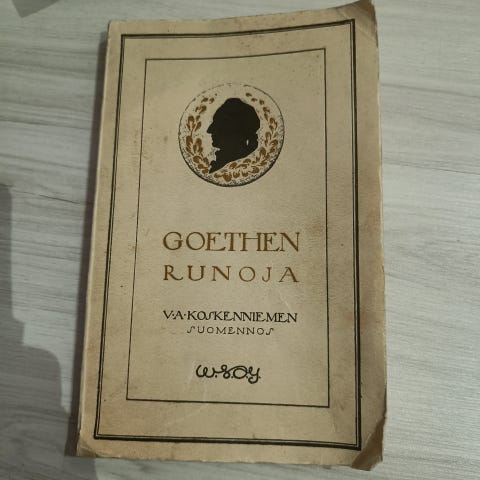 GOETHEN
RUNOJA
V·A·KOSKENNIEMEN
SUOMENNOS
W.S.O.Y.